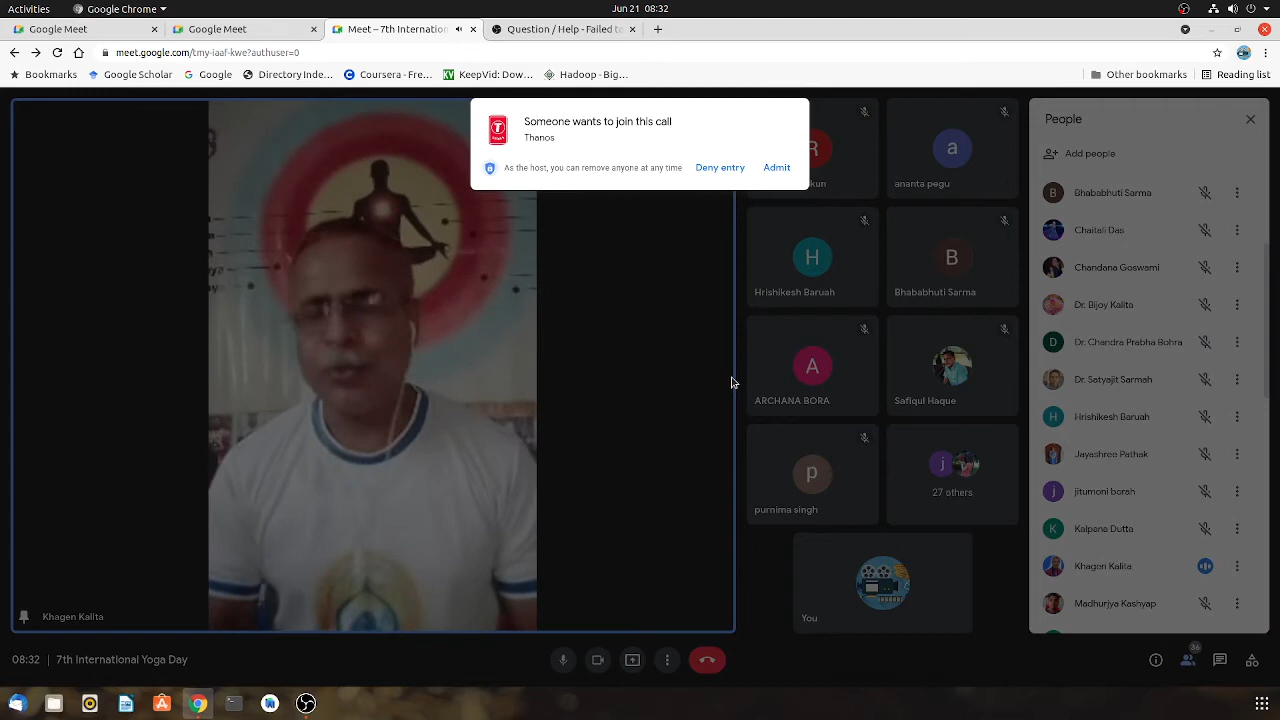 Activities
Google Chrome
Jun 21 08:32
Google Meet
Google Meet
Meet – 7th Internation
Question / Help - Failed to
meet.google.com/tmy-iaaf-kwe?authuser=0
Bookmarks
Google Scholar
Google
Directory Inde...
Coursera - Fre...
KeepVid: Dow...
Hadoop - Big...
Other bookmarks
Reading list
Someone wants to join this call
Thanos
As the host, you can remove anyone at any time
Deny entry
Admit
R
kun
a
ananta pegu
H
Hrishikesh Baruah
B
Bhababhuti Sarma
A
ARCHANA BORA
Safiqul Haque
p
purnima singh
j
27 others
You
Khagen Kalita
People
Add people
B
Bhababhuti Sarma
Chaitali Das
Chandana Goswami
Dr. Bijoy Kalita
D
Dr. Chandra Prabha Bohra
Dr. Satyajit Sarmah
H
Hrishikesh Baruah
Jayashree Pathak
j
jitumoni borah
K
Kalpana Dutta
Khagen Kalita
Madhurjya Kashyap
08:32
7th International Yoga Day
36